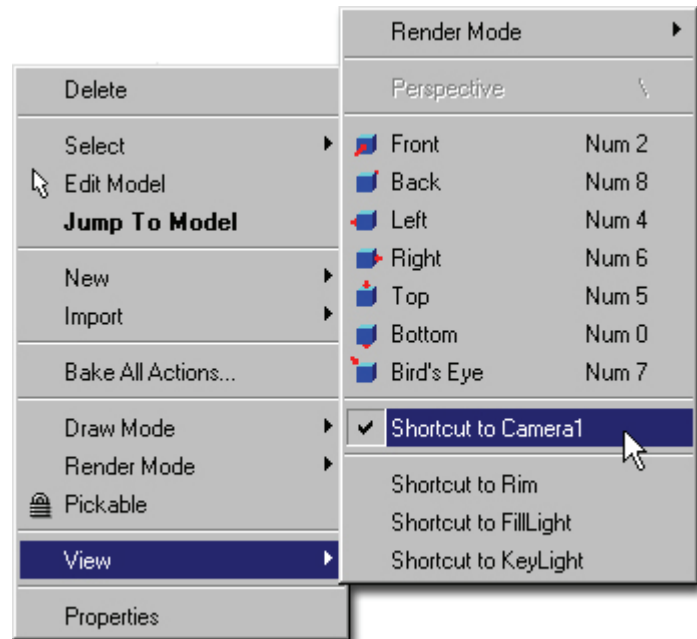 Delete
Select
Edit Model
Jump To Model
New
Import
Bake All Actions...
Draw Mode
Render Mode
Pickable
View
Properties
Render Mode
Perspective \
Front Num 2
Back Num 8
Left Num 4
Right Num 6
Top Num 5
Bottom Num 0
Bird's Eye Num 7
Shortcut to Camera1
Shortcut to Rim
Shortcut to FillLight
Shortcut to KeyLight